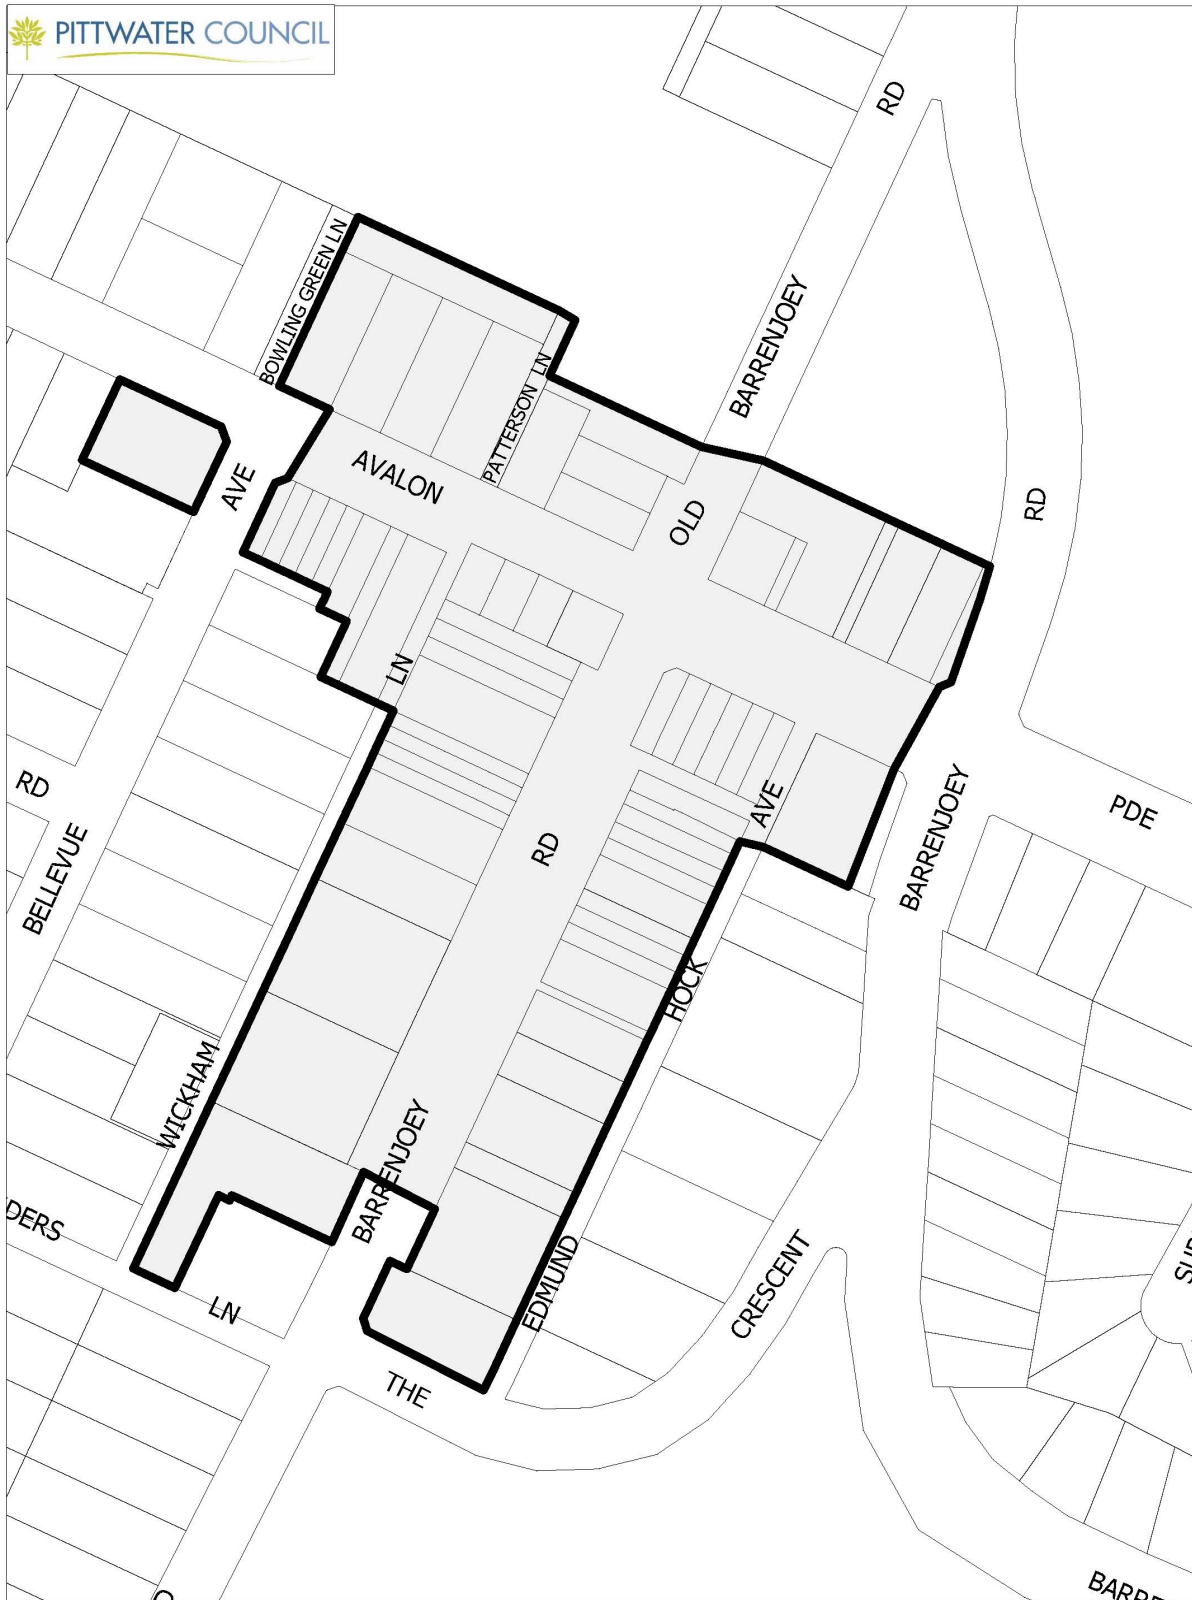 PITTWATER COUNCIL
RD
BOWLING GREEN LN
BARRENJOEY
PATTERSON LN
AVALON
AVE
OLD
RD
LN
RD
AVE
PDE
RD
BARRENJOEY
BELLEVUE
HOCK
WICKHAM
BARRENJOEY
DERS
EDMUND
CRESCENT
LN
THE